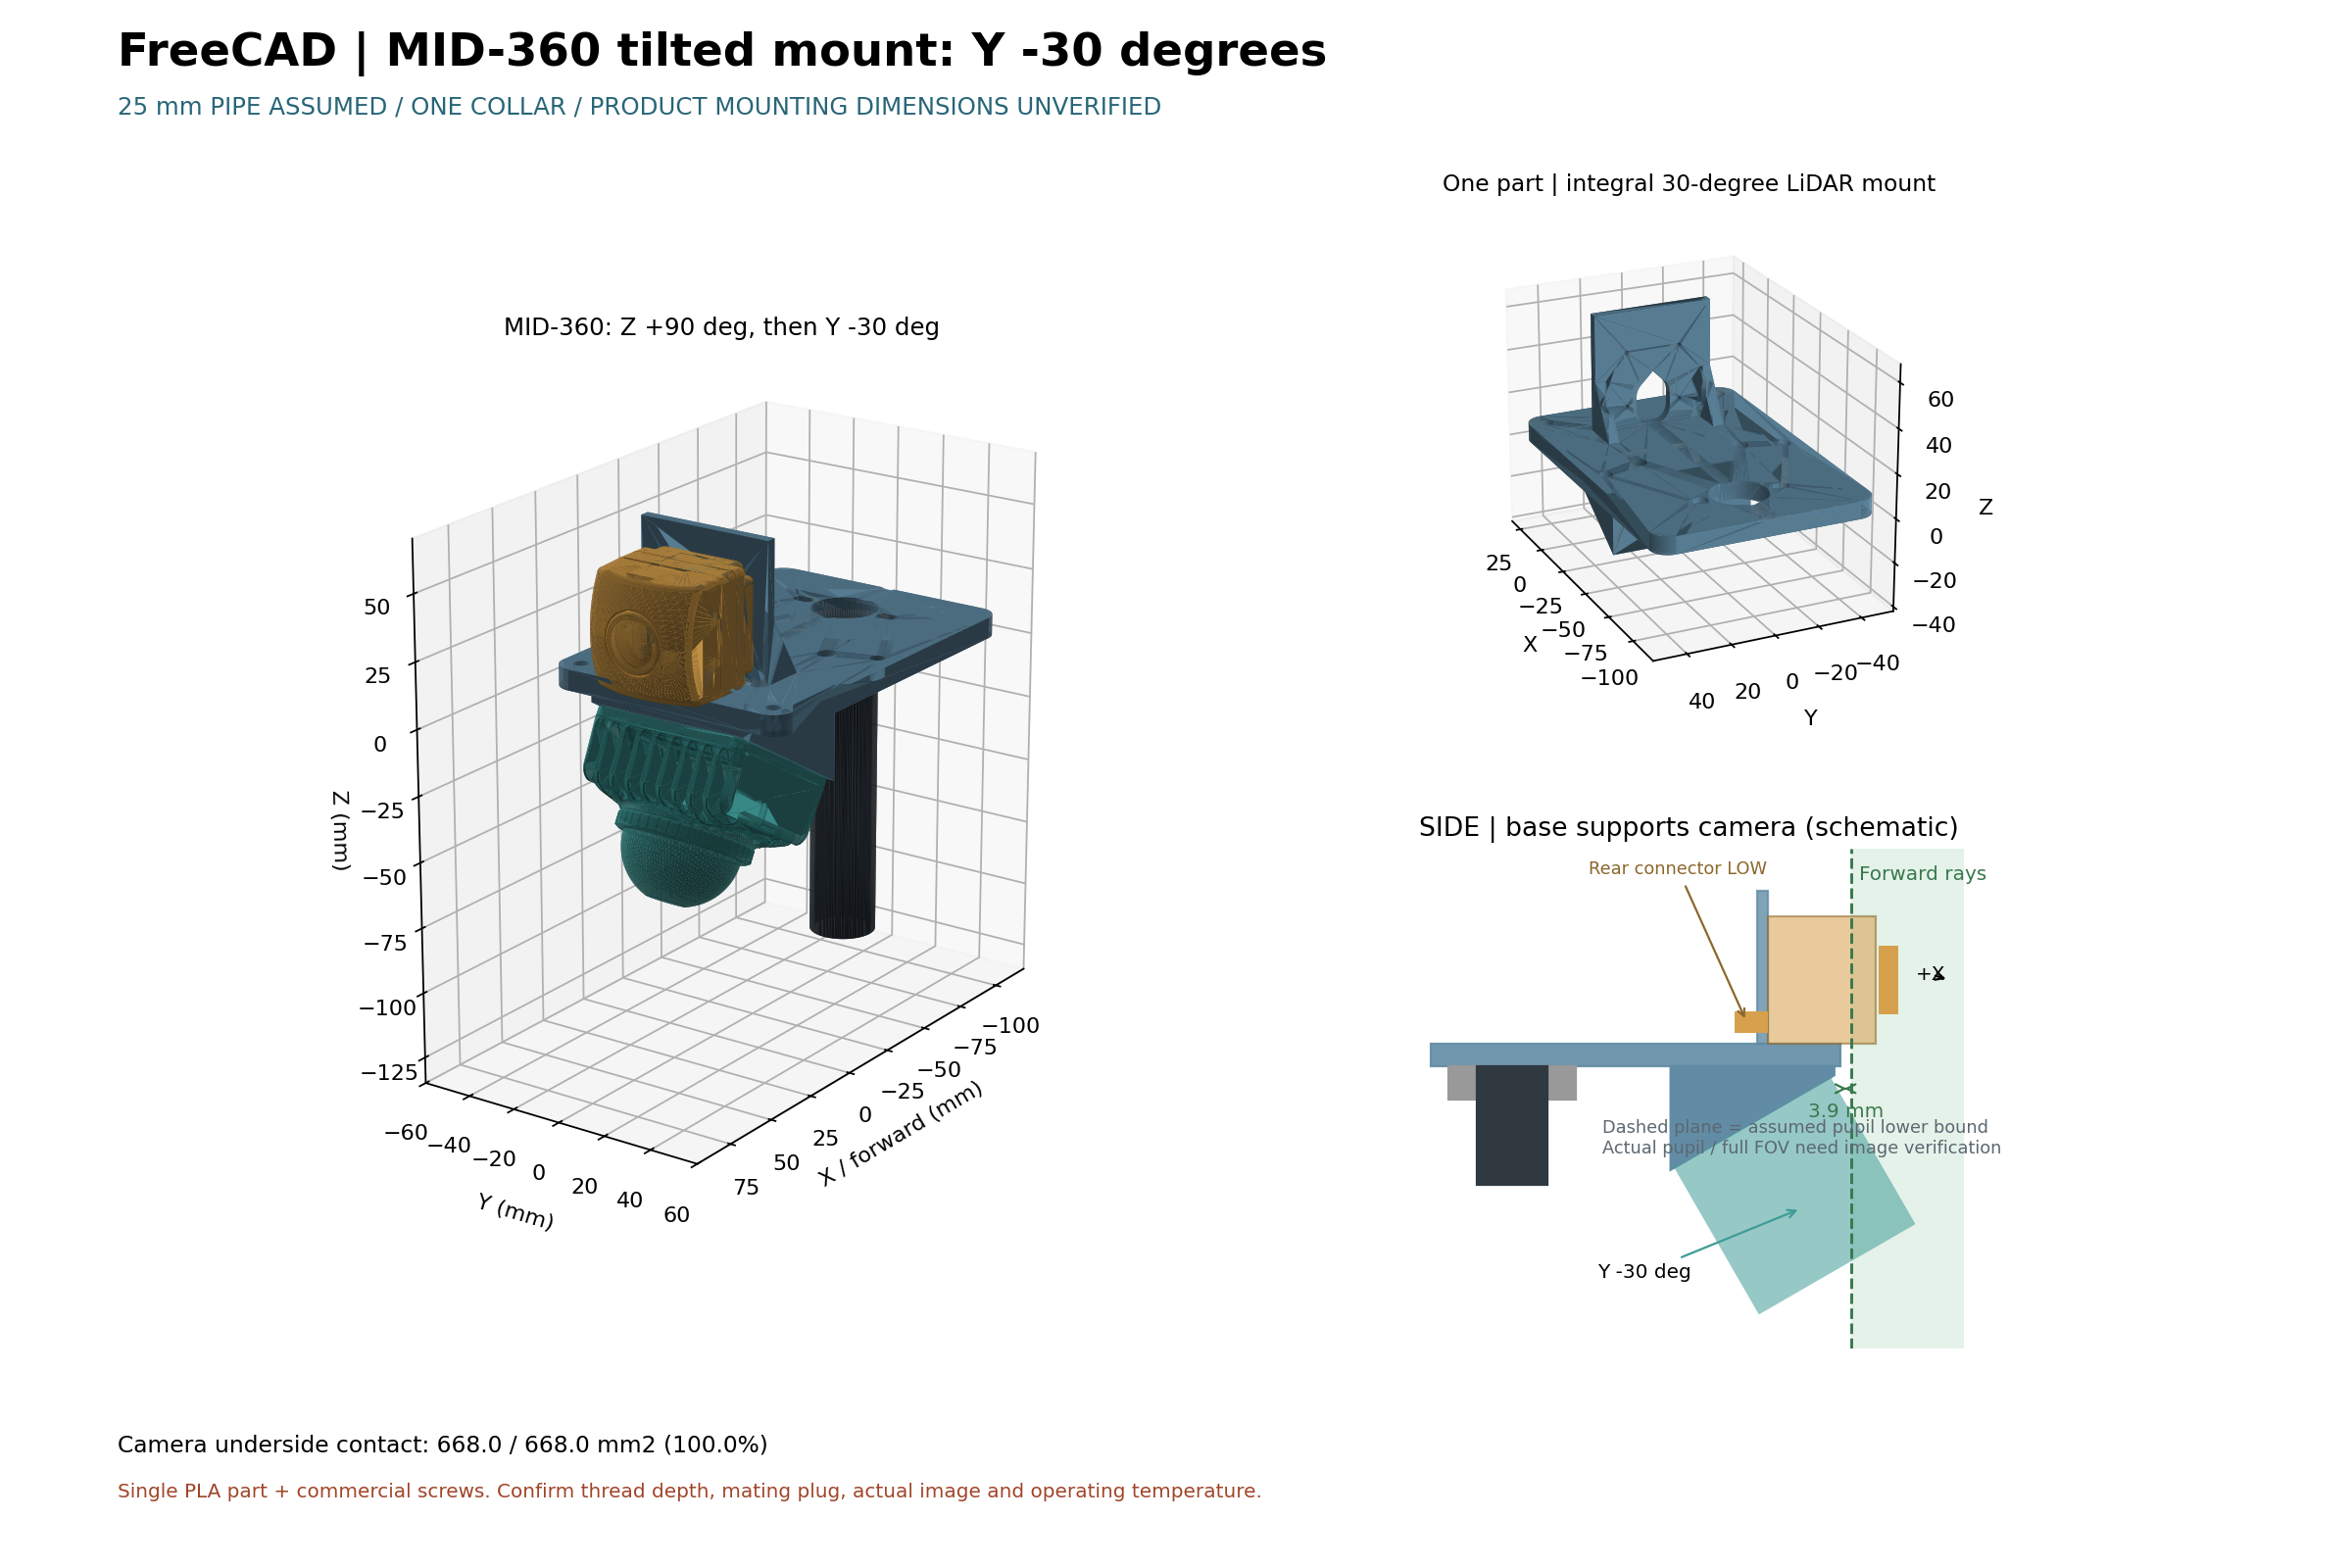 FreeCAD | MID-360 tilted mount: Y -30 degrees
25 mm PIPE ASSUMED / ONE COLLAR / PRODUCT MOUNTING DIMENSIONS UNVERIFIED
MID-360: Z +90 deg, then Y -30 deg
50
25
0
−25
−50
−75
−100
−125
Z (mm)
−60
−40
−20
0
20
40
60
Y (mm)
75
50
25
0
−25
−50
−75
−100
X / forward (mm)
One part | integral 30-degree LiDAR mount
25
0
−25
−50
−75
−100
X
40
20
0
−20
−40
Y
60
40
20
0
−20
−40
Z
SIDE | base supports camera (schematic)
Rear connector LOW
Forward rays
+X
3.9 mm
Dashed plane = assumed pupil lower bound
Actual pupil / full FOV need image verification
Y -30 deg
Camera underside contact: 668.0 / 668.0 mm2 (100.0%)
Single PLA part + commercial screws. Confirm thread depth, mating plug, actual image and operating temperature.